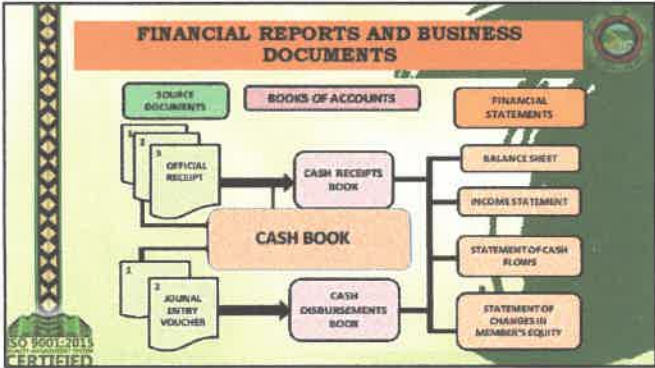 FINANCIAL REPORTS AND BUSINESS
DOCUMENTS
SOURCE
DOCUMENTS
BOOKS OF ACCOUNTS
FINANCIAL
STATEMENTS
3
OFFICIAL
RECEIPT
CASH RECEIPTS
BOOK
CASH BOOK
1
2
JOUNAL
ENTRY
VOUCHER
CASH
DISBURSEMENTS
BOOK
BALANCE SHEET
INCOME STATEMENT
STATEMENT OF CASH
FLOWS
STATEMENT OF
CHANGES IN
MEMBER'S EQUITY
ISO 9001:2015
CERTIFIED